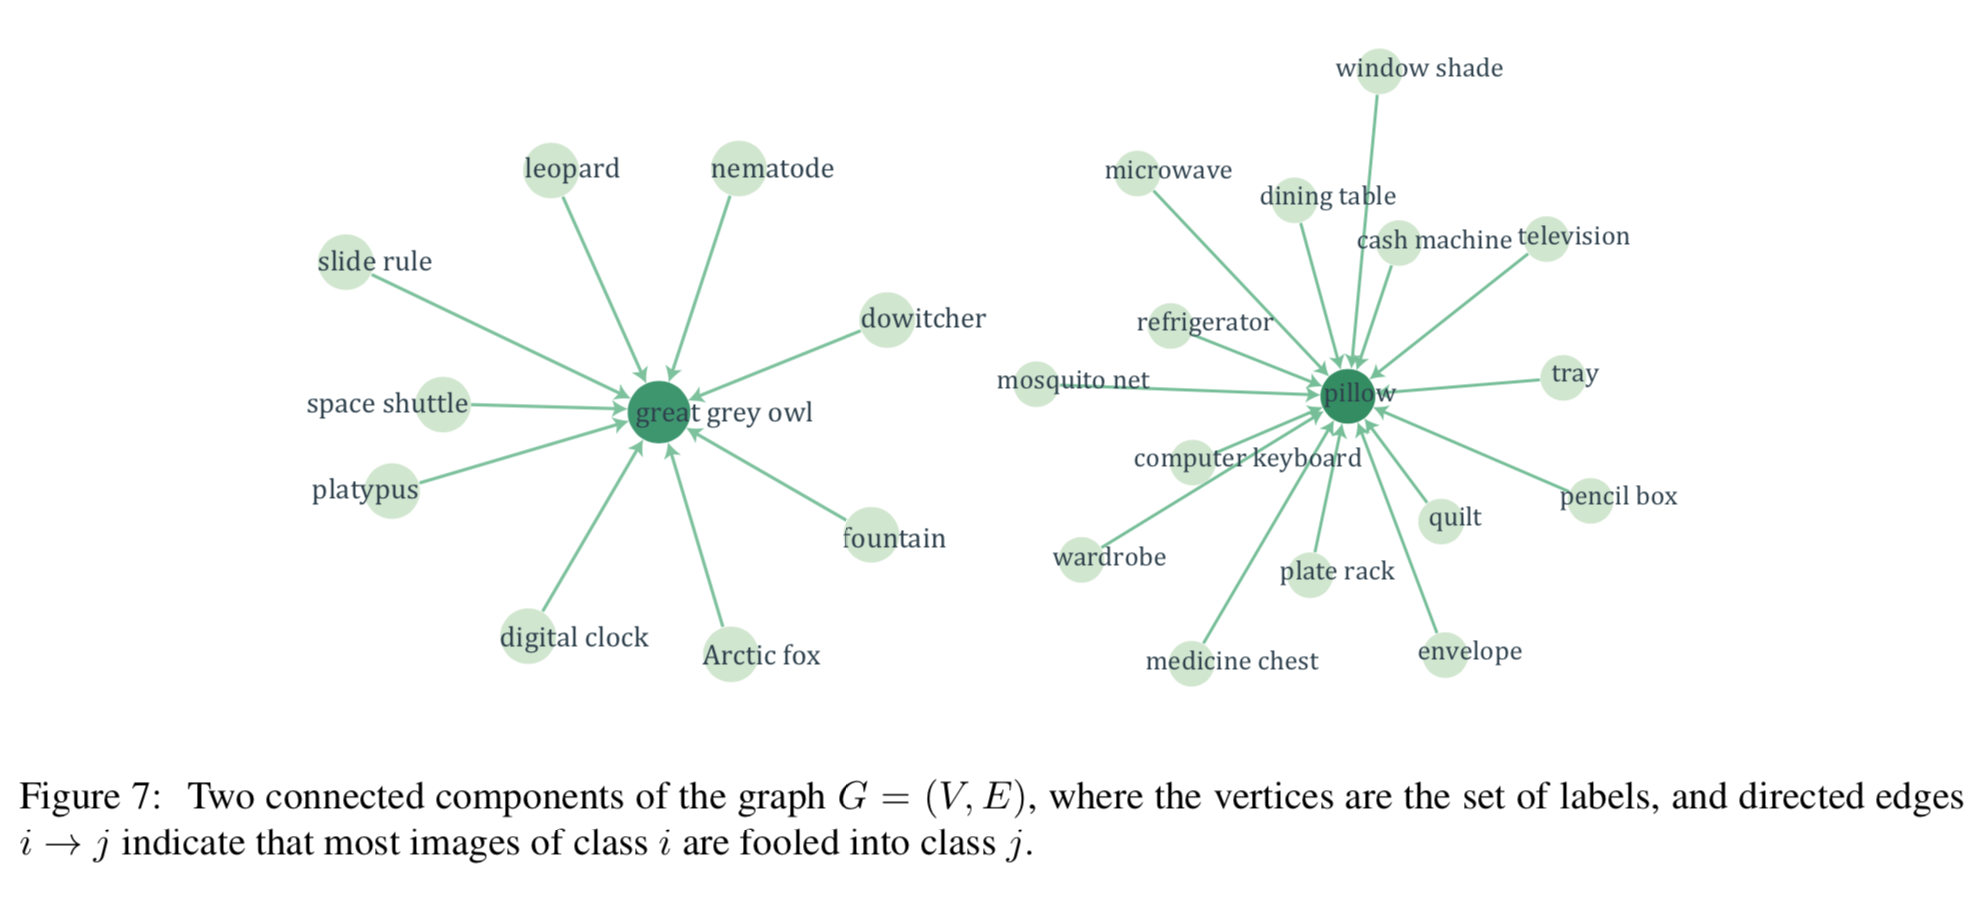 leopard
nematode
slide rule
dowitcher
space shuttle
great grey owl
platypus
fountain
digital clock
Arctic fox
window shade
microwave
dining table
cash machine
television
refrigerator
mosquito net
pillow
tray
computer keyboard
pencil box
quilt
wardrobe
plate rack
medicine chest
envelope
Figure 7: Two connected components of the graph G = (V, E), where the vertices are the set of labels, and directed edges
i → j indicate that most images of class i are fooled into class j.